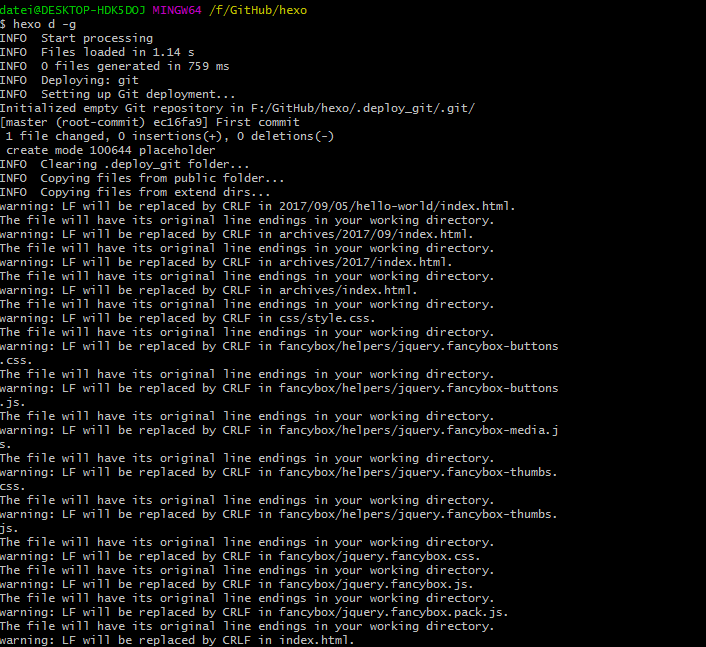 datei@DESKTOP-HDK5DOJ MINGW64 /f/GitHub/hexo
$ hexo d -g
INFO  Start processing
INFO  Files loaded in 1.14 s
INFO  0 files generated in 759 ms
INFO  Deploying: git
INFO  Setting up Git deployment...
Initialized empty Git repository in F:/GitHub/hexo/.deploy_git/.git/
[master (root-commit) ec16fa9] First commit
 1 file changed, 0 insertions(+), 0 deletions(-)
 create mode 100644 placeholder
INFO  Clearing .deploy_git folder...
INFO  Copying files from public folder...
INFO  Copying files from extend dirs...
warning: LF will be replaced by CRLF in 2017/09/05/hello-world/index.html.
The file will have its original line endings in your working directory.
warning: LF will be replaced by CRLF in archives/2017/09/index.html.
The file will have its original line endings in your working directory.
warning: LF will be replaced by CRLF in archives/2017/index.html.
The file will have its original line endings in your working directory.
warning: LF will be replaced by CRLF in archives/index.html.
The file will have its original line endings in your working directory.
warning: LF will be replaced by CRLF in css/style.css.
The file will have its original line endings in your working directory.
warning: LF will be replaced by CRLF in fancybox/helpers/jquery.fancybox-buttons
.css.
The file will have its original line endings in your working directory.
warning: LF will be replaced by CRLF in fancybox/helpers/jquery.fancybox-buttons
.js.
The file will have its original line endings in your working directory.
warning: LF will be replaced by CRLF in fancybox/helpers/jquery.fancybox-media.j
s.
The file will have its original line endings in your working directory.
warning: LF will be replaced by CRLF in fancybox/helpers/jquery.fancybox-thumbs.
css.
The file will have its original line endings in your working directory.
warning: LF will be replaced by CRLF in fancybox/helpers/jquery.fancybox-thumbs.
js.
The file will have its original line endings in your working directory.
warning: LF will be replaced by CRLF in fancybox/jquery.fancybox.css.
The file will have its original line endings in your working directory.
warning: LF will be replaced by CRLF in fancybox/jquery.fancybox.js.
The file will have its original line endings in your working directory.
warning: LF will be replaced by CRLF in fancybox/jquery.fancybox.pack.js.
The file will have its original line endings in your working directory.
warning: LF will be replaced by CRLF in index.html.